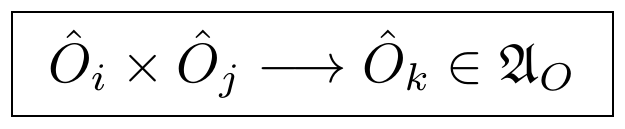 Ô_i × Ô_j ⟶ Ô_k ∈ 𝔄_O